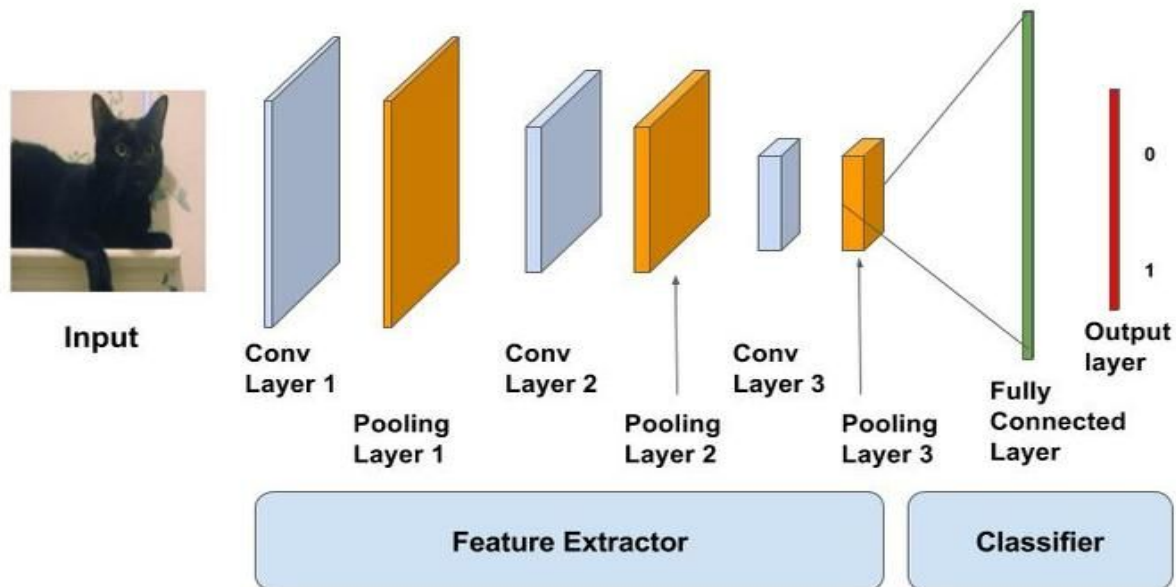 Input
Conv
Layer 1
Pooling
Layer 1
Conv
Layer 2
Pooling
Layer 2
Conv
Layer 3
Pooling
Layer 3
Fully
Connected
Layer
0
1
Output
layer
Feature Extractor
Classifier